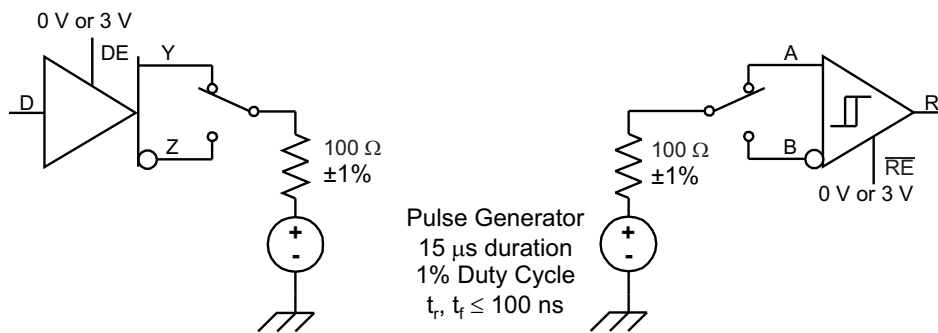 0 V or 3 V
DE
Y
D
Z
100 Ω
±1%
Pulse Generator
15 μs duration
1% Duty Cycle
tr, tf ≤ 100 ns
A
R
B
100 Ω
±1%
RE
0 V or 3 V
+
-
+
-